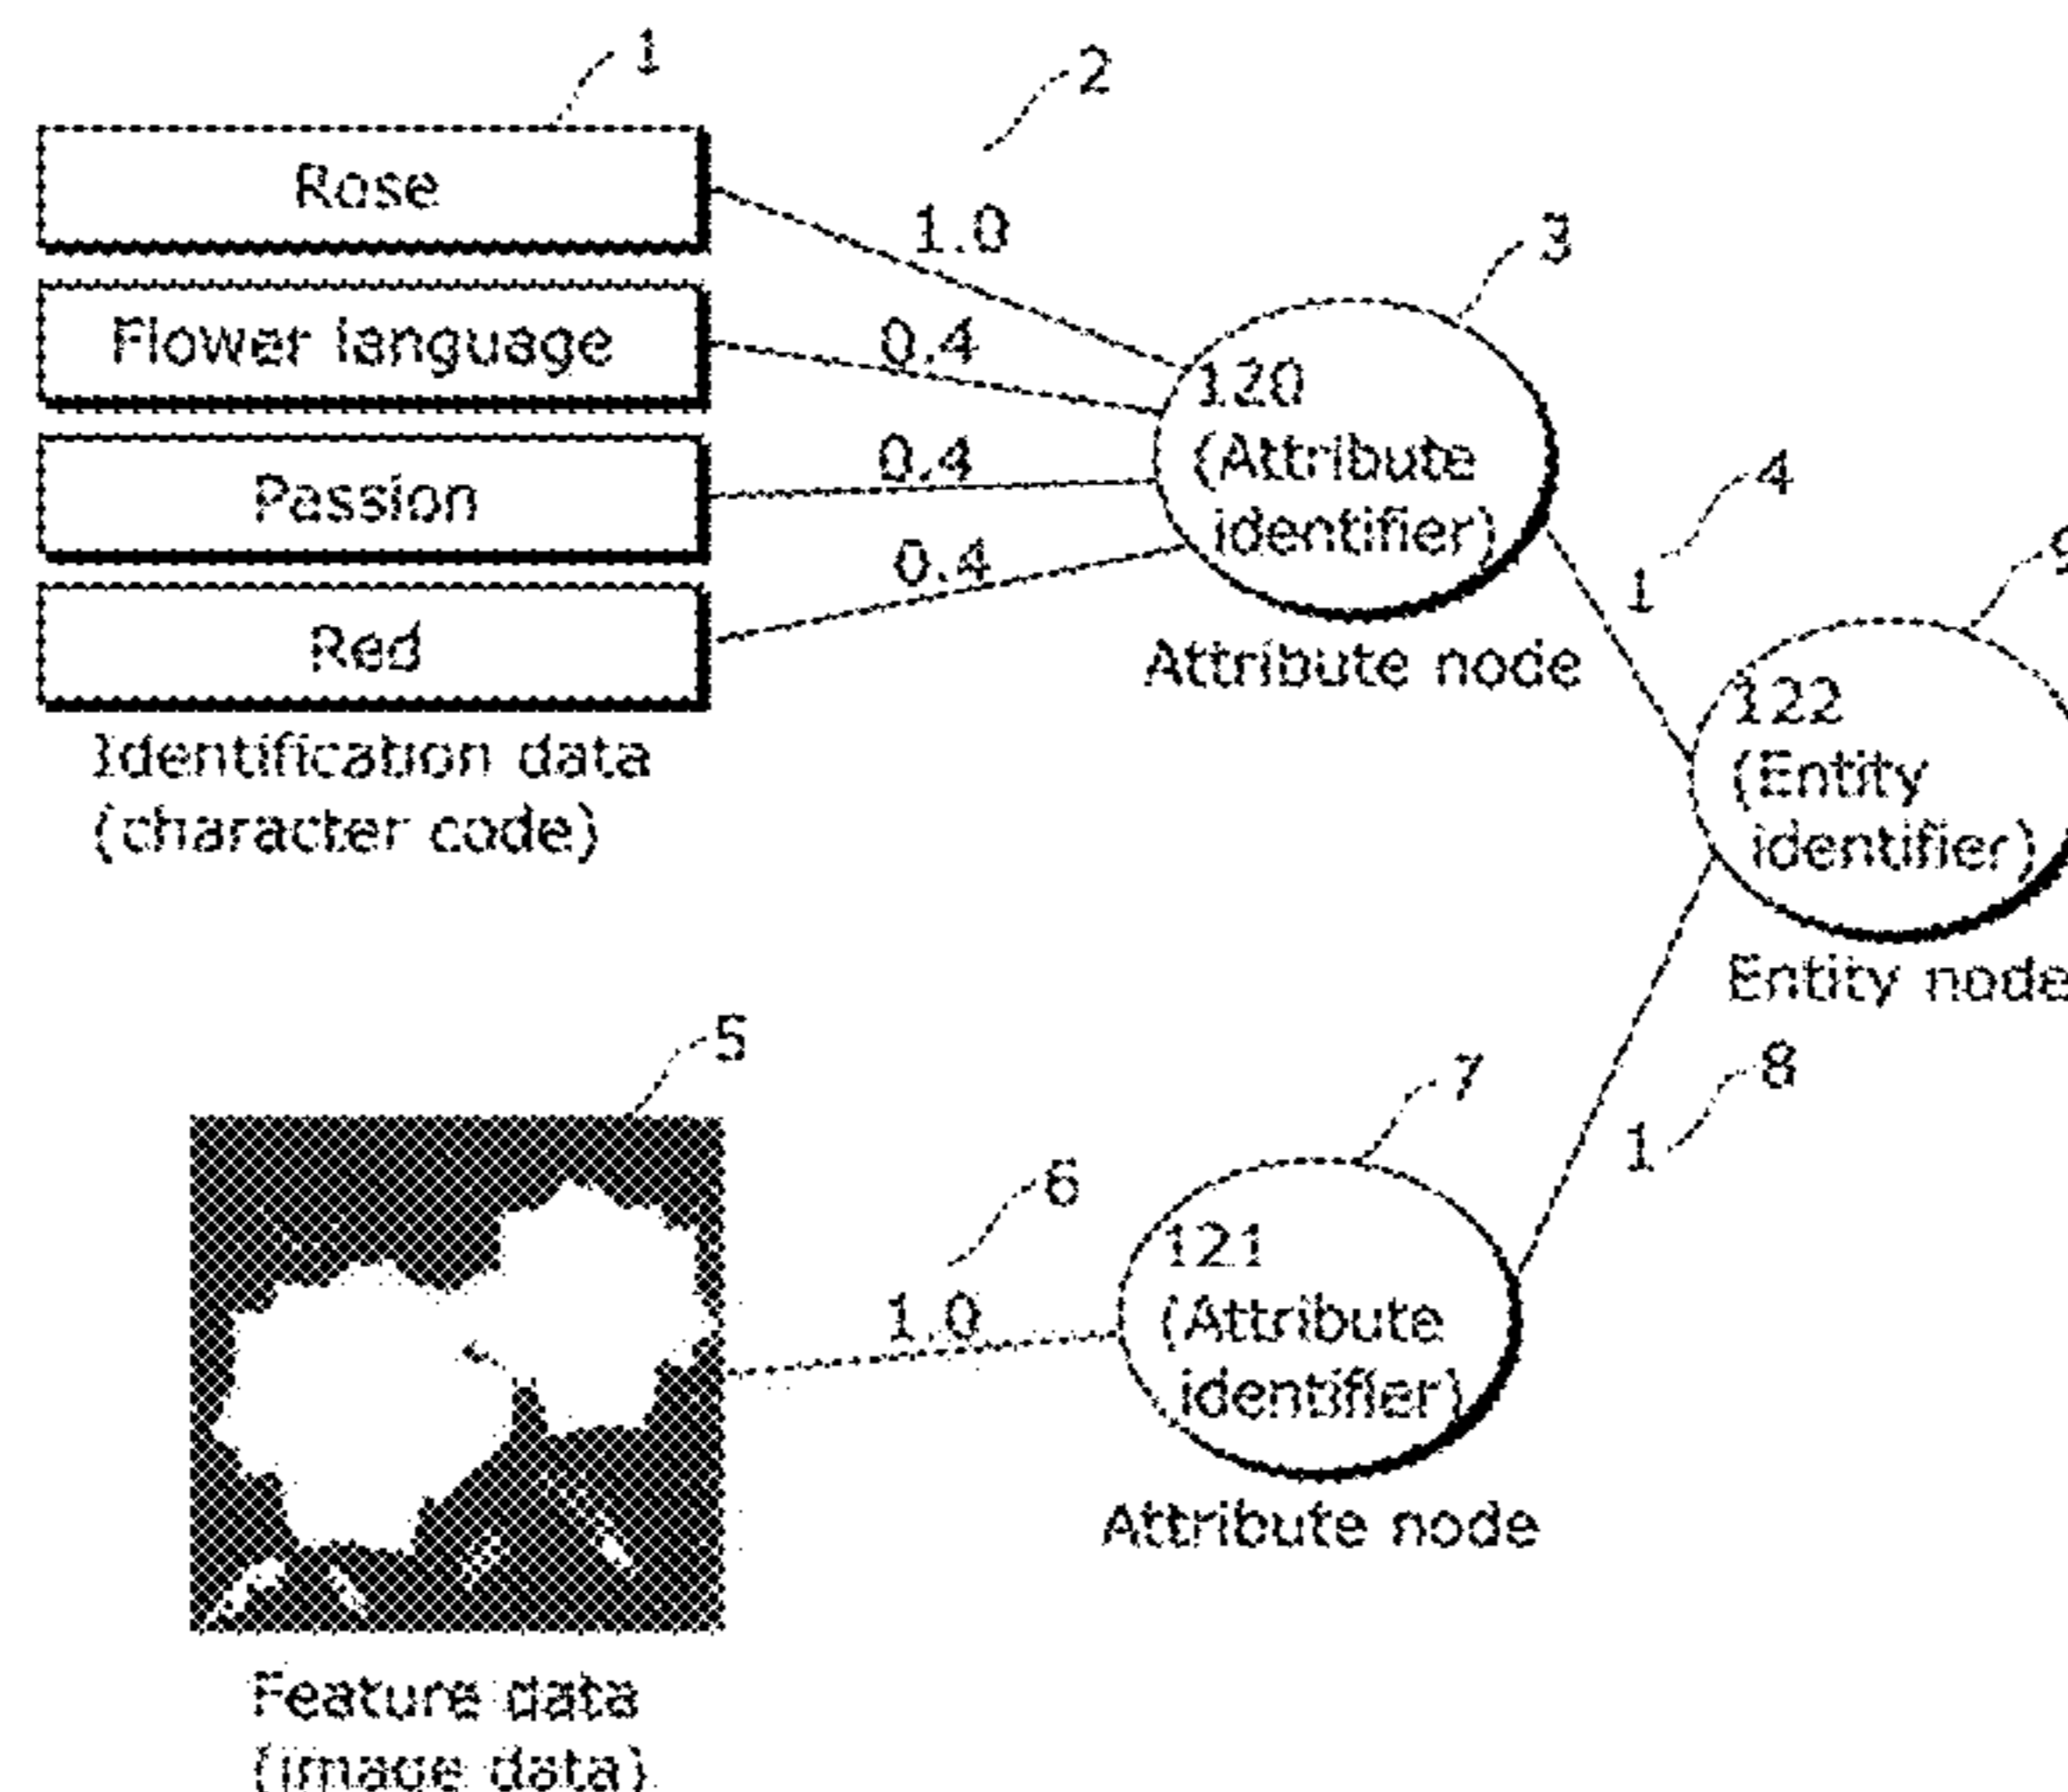 1
2
Rose
1.0
3
Flower language
0.4
120
(Attribute
identifier)
Passion
0.4
4
Red
0.4
1
9
Attribute node
122
(Entity
identifier)
Identification data
(character code)
Entity node
5
7
8
1
6
121
(Attribute
identifier)
1.0
Attribute node
Feature data
(image data)